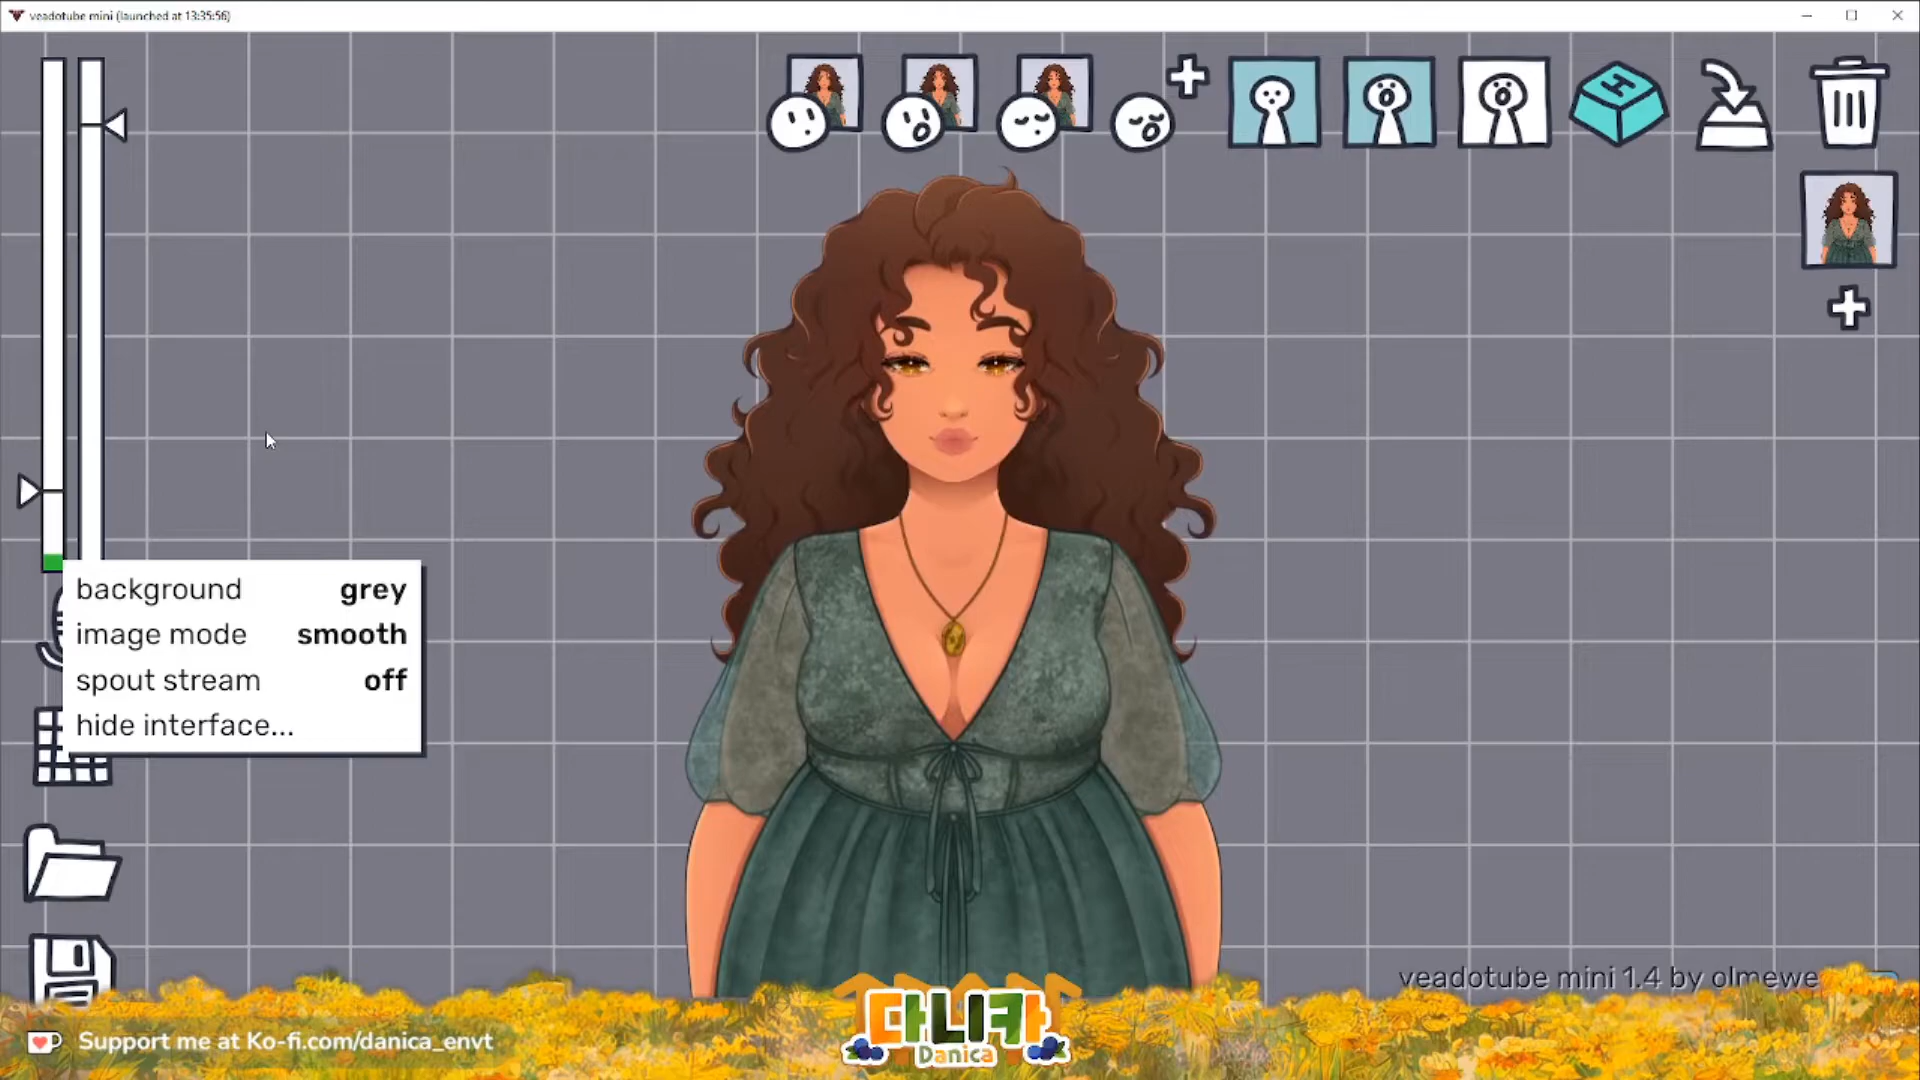 veadotube mini (launched at 13:35:56)
H
background grey
image mode smooth
spout stream off
hide interface...
veadotube mini 1.4 by olmewe
다니카
Danica
Support me at Ko-fi.com/danica_envt